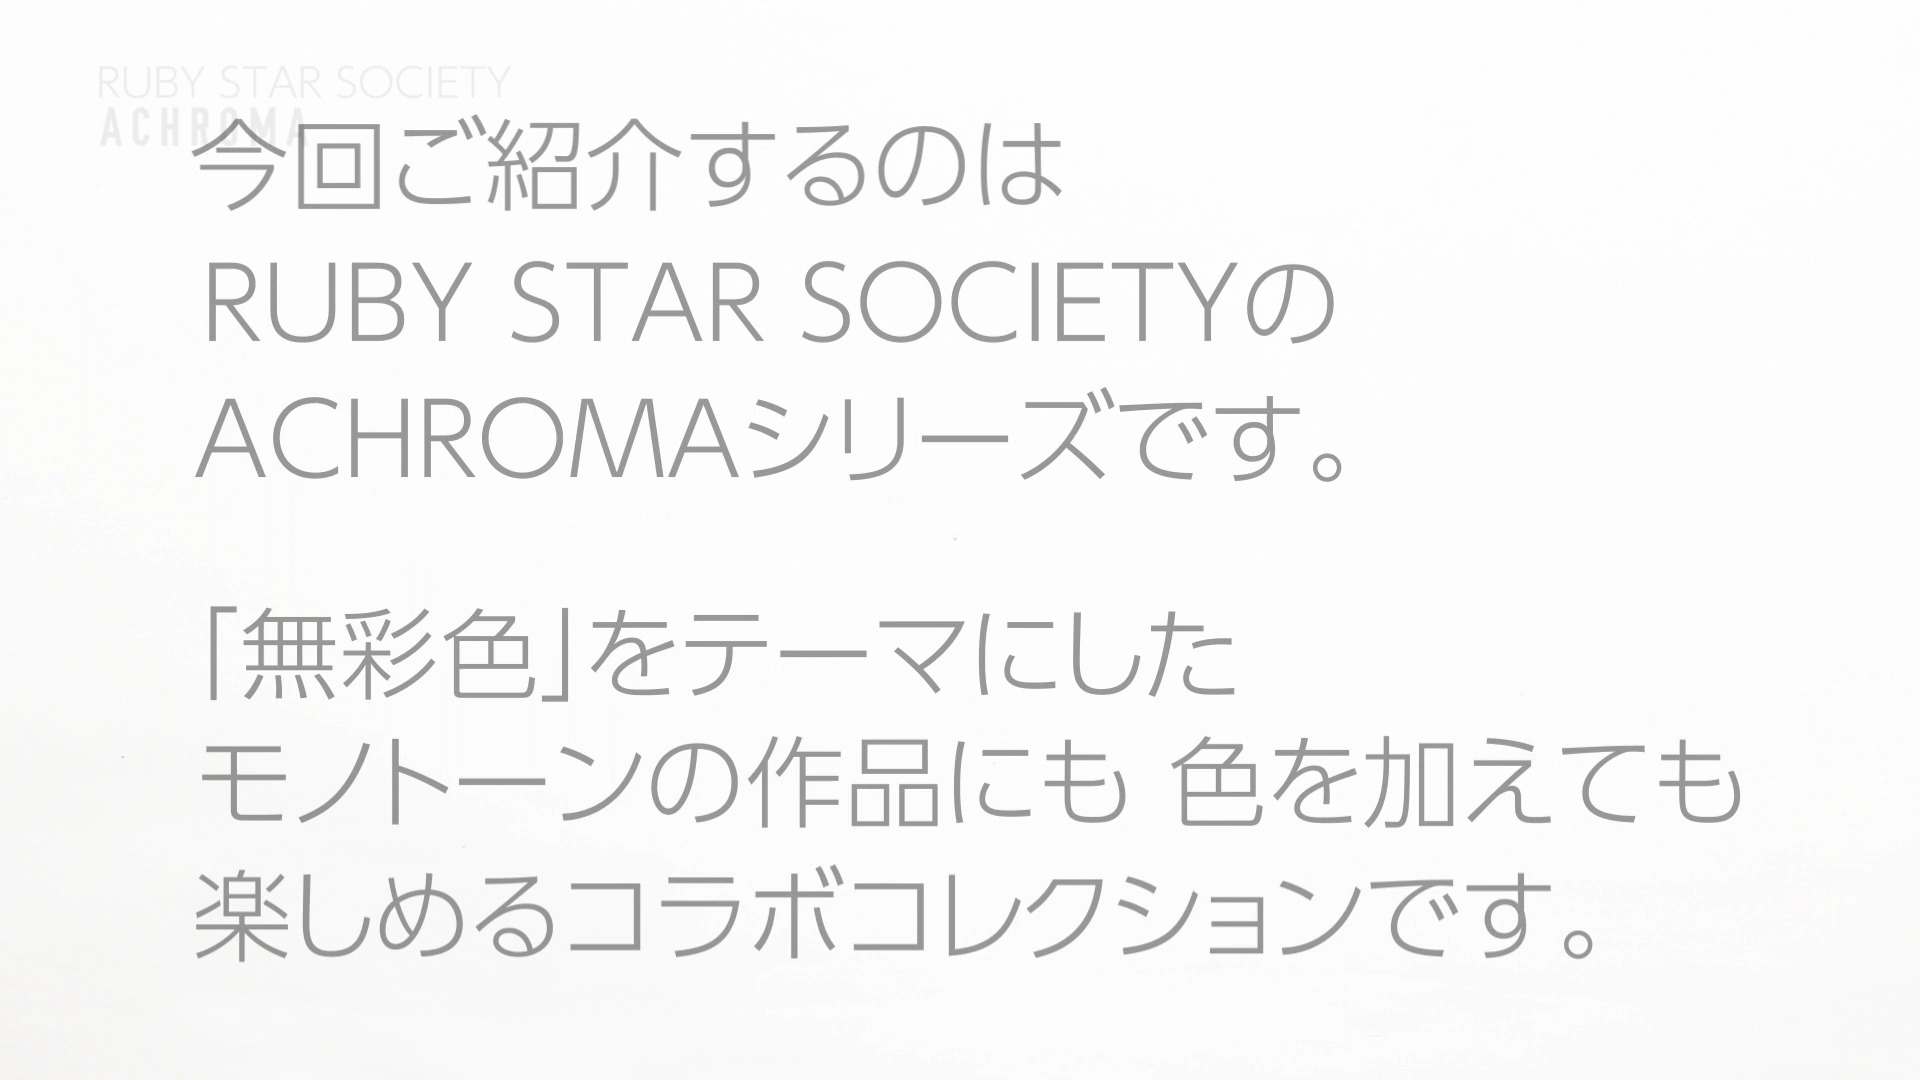 RUBY STAR SOCIETY
ACHROMA
今回ご紹介するのは
RUBY STAR SOCIETYの
ACHROMAシリーズです。
「無彩色」をテーマにした
モノトーンの作品にも 色を加えても
楽しめるコラボコレクションです。